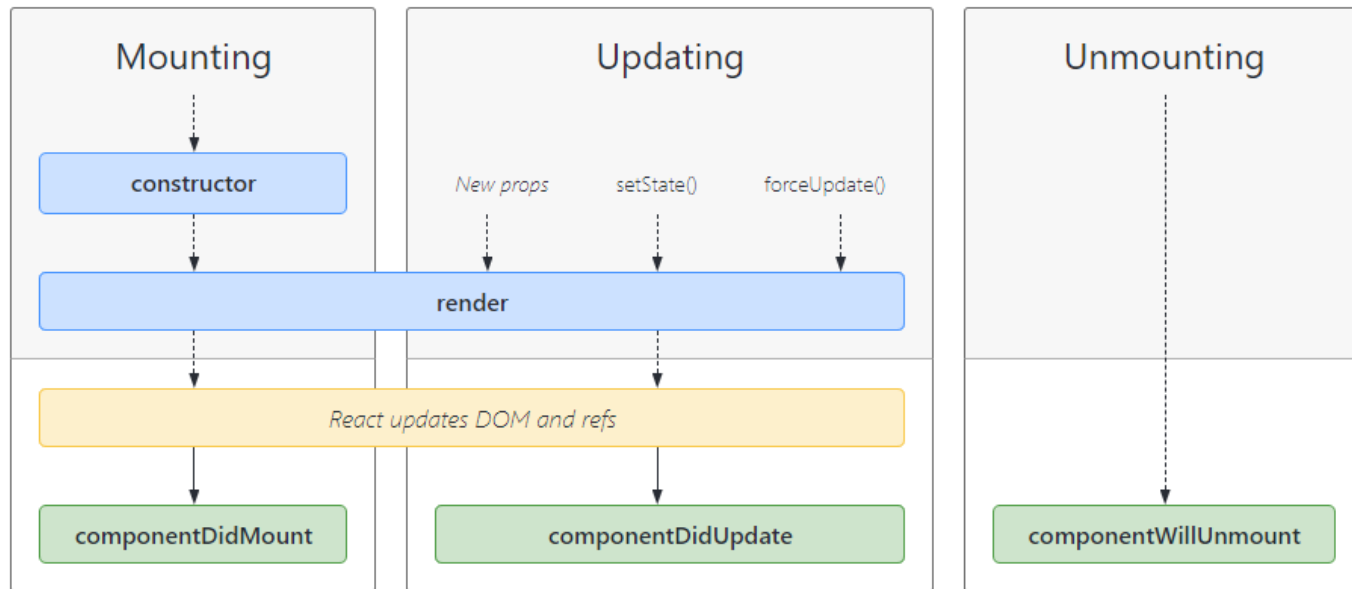 Mounting
Updating
Unmounting
constructor
New props
setState()
forceUpdate()
render
React updates DOM and refs
componentDidMount
componentDidUpdate
componentWillUnmount